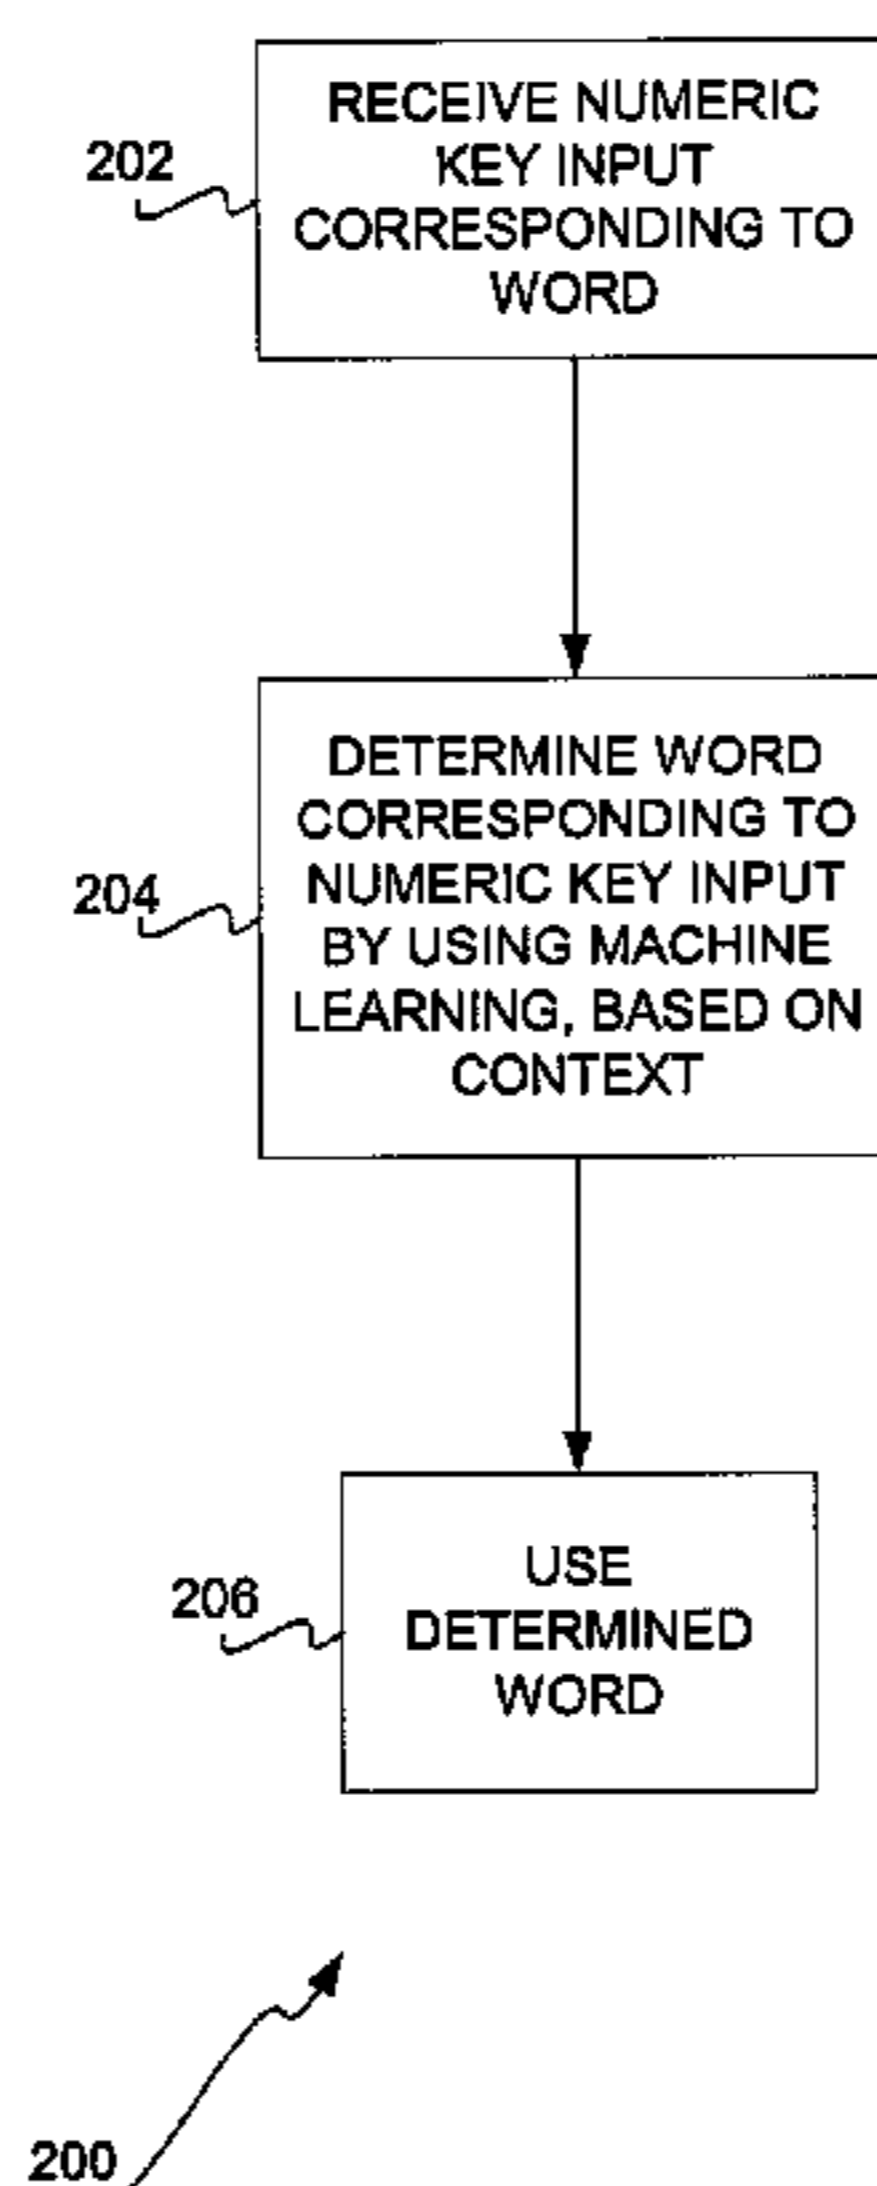 RECEIVE NUMERIC
KEY INPUT
CORRESPONDING TO
WORD
202
DETERMINE WORD
CORRESPONDING TO
NUMERIC KEY INPUT
BY USING MACHINE
LEARNING, BASED ON
CONTEXT
204
USE
DETERMINED
WORD
206
200